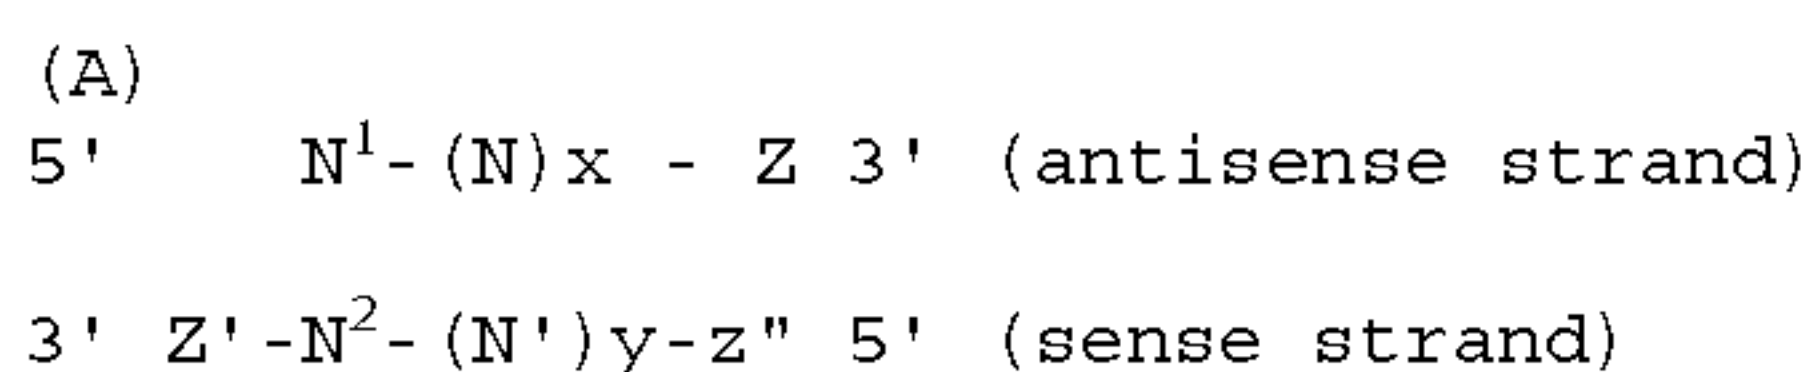 (A)
5' N¹-(N)x - Z 3' (antisense strand)
3' Z'-N²-(N')y-z" 5' (sense strand)